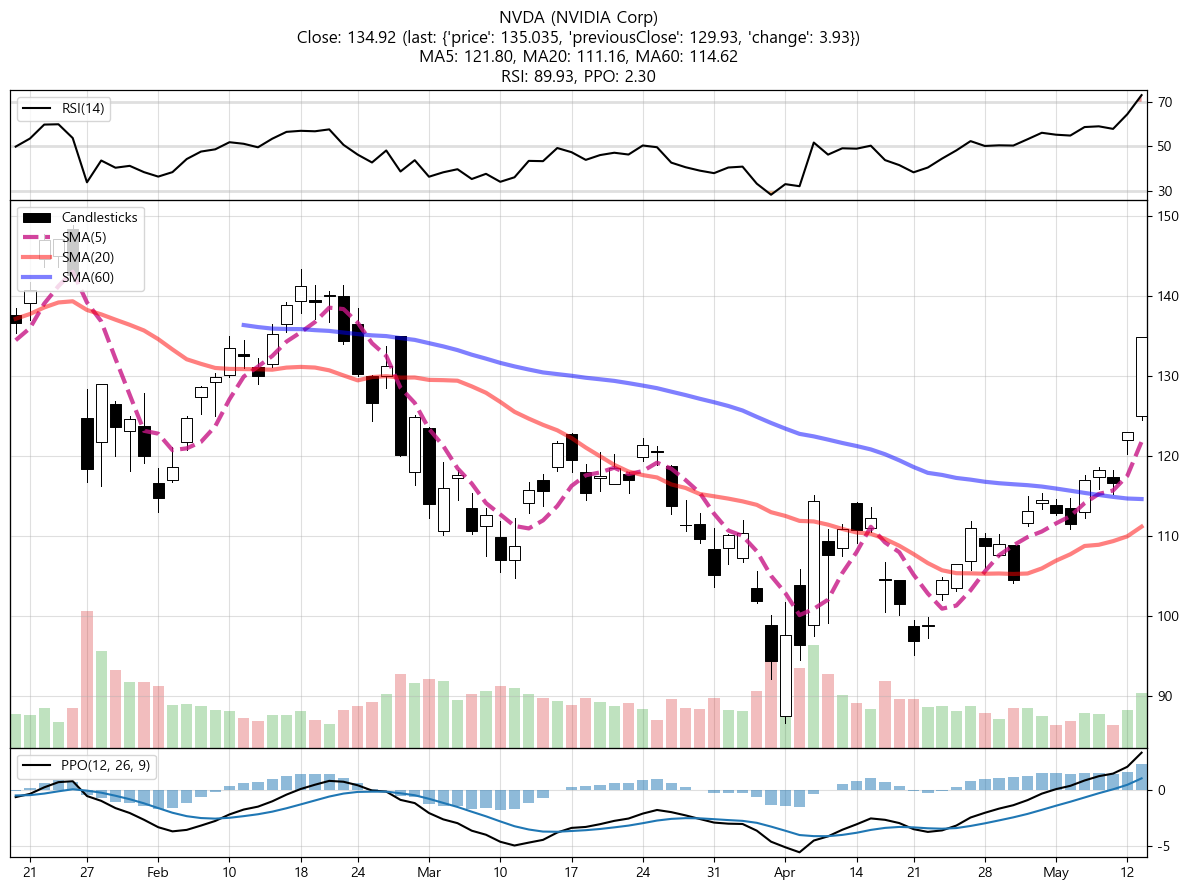 NVDA (NVIDIA Corp)
Close: 134.92 (last: {'price': 135.035, 'previousClose': 129.93, 'change': 3.93})
MA5: 121.80, MA20: 111.16, MA60: 114.62
RSI: 89.93, PPO: 2.30
RSI(14)
70
50
30
Candlesticks
SMA(5)
SMA(20)
SMA(60)
150
140
130
120
110
100
90
PPO(12, 26, 9)
0
-5
21 27 Feb 10 18 24 Mar 10 17 24 31 Apr 14 21 28 May 12